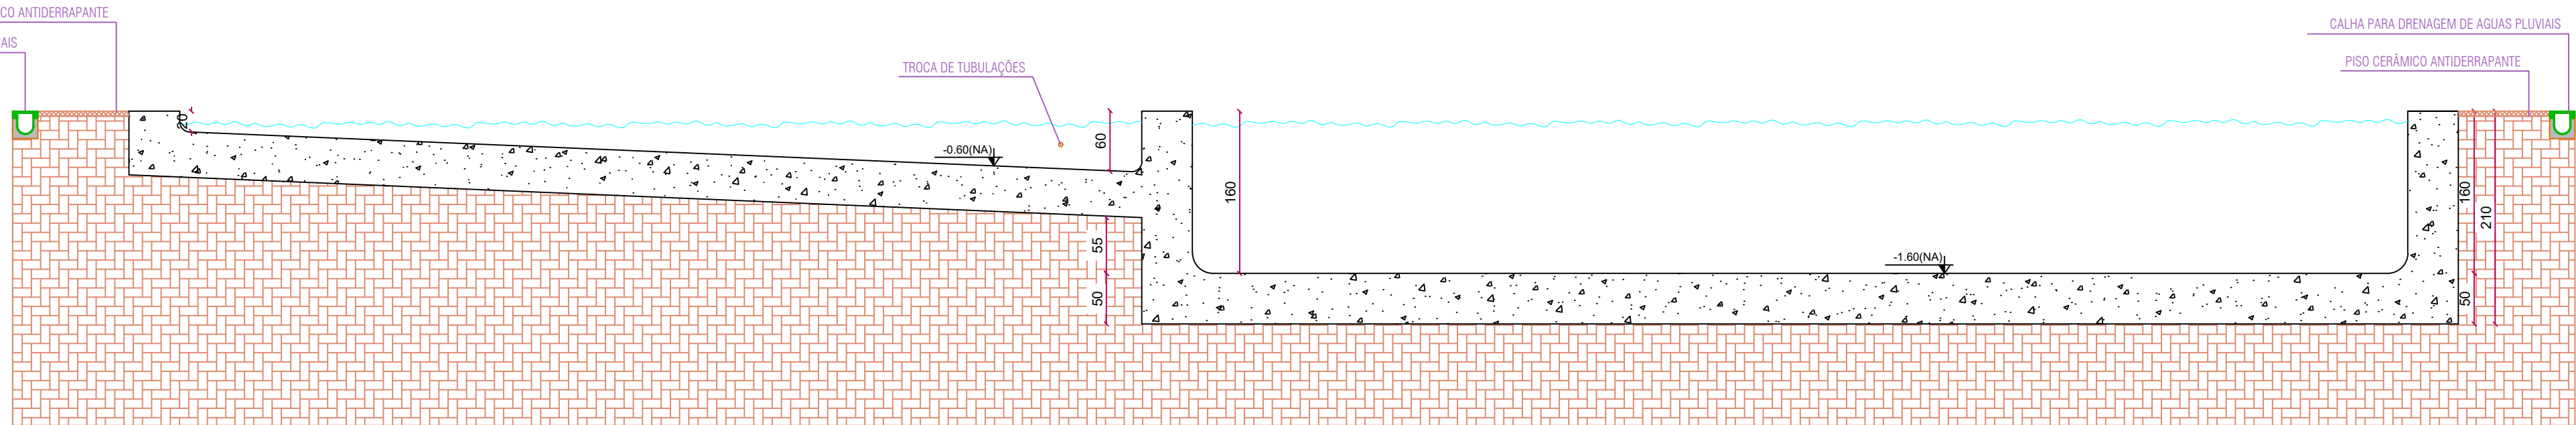 CO ANTIDERRAPANTE
AIS
TROCA DE TUBULAÇÕES
CALHA PARA DRENAGEM DE AGUAS PLUVIAIS
PISO CERÂMICO ANTIDERRAPANTE
20
60
-0.60(NA)
160
160
210
55
-1.60(NA)
50
50